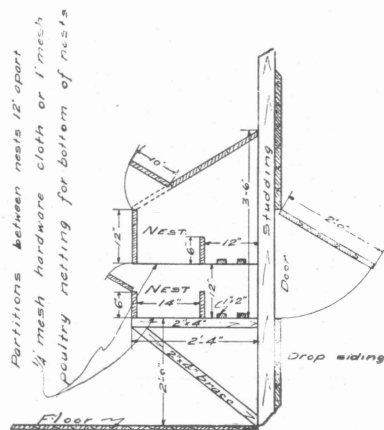 Partitions between nests 12" apart
¼" mesh hardware cloth or 1" mesh
poultry netting for bottom of nests
10"
3'-6"
Studding
2'-0"
12"
NEST
6"
12"
Door
NEST
12"
6"
14"
1"x2"
2"x4"
2'-4"
Drop siding
2"x4" brace
2'-0"
Floor